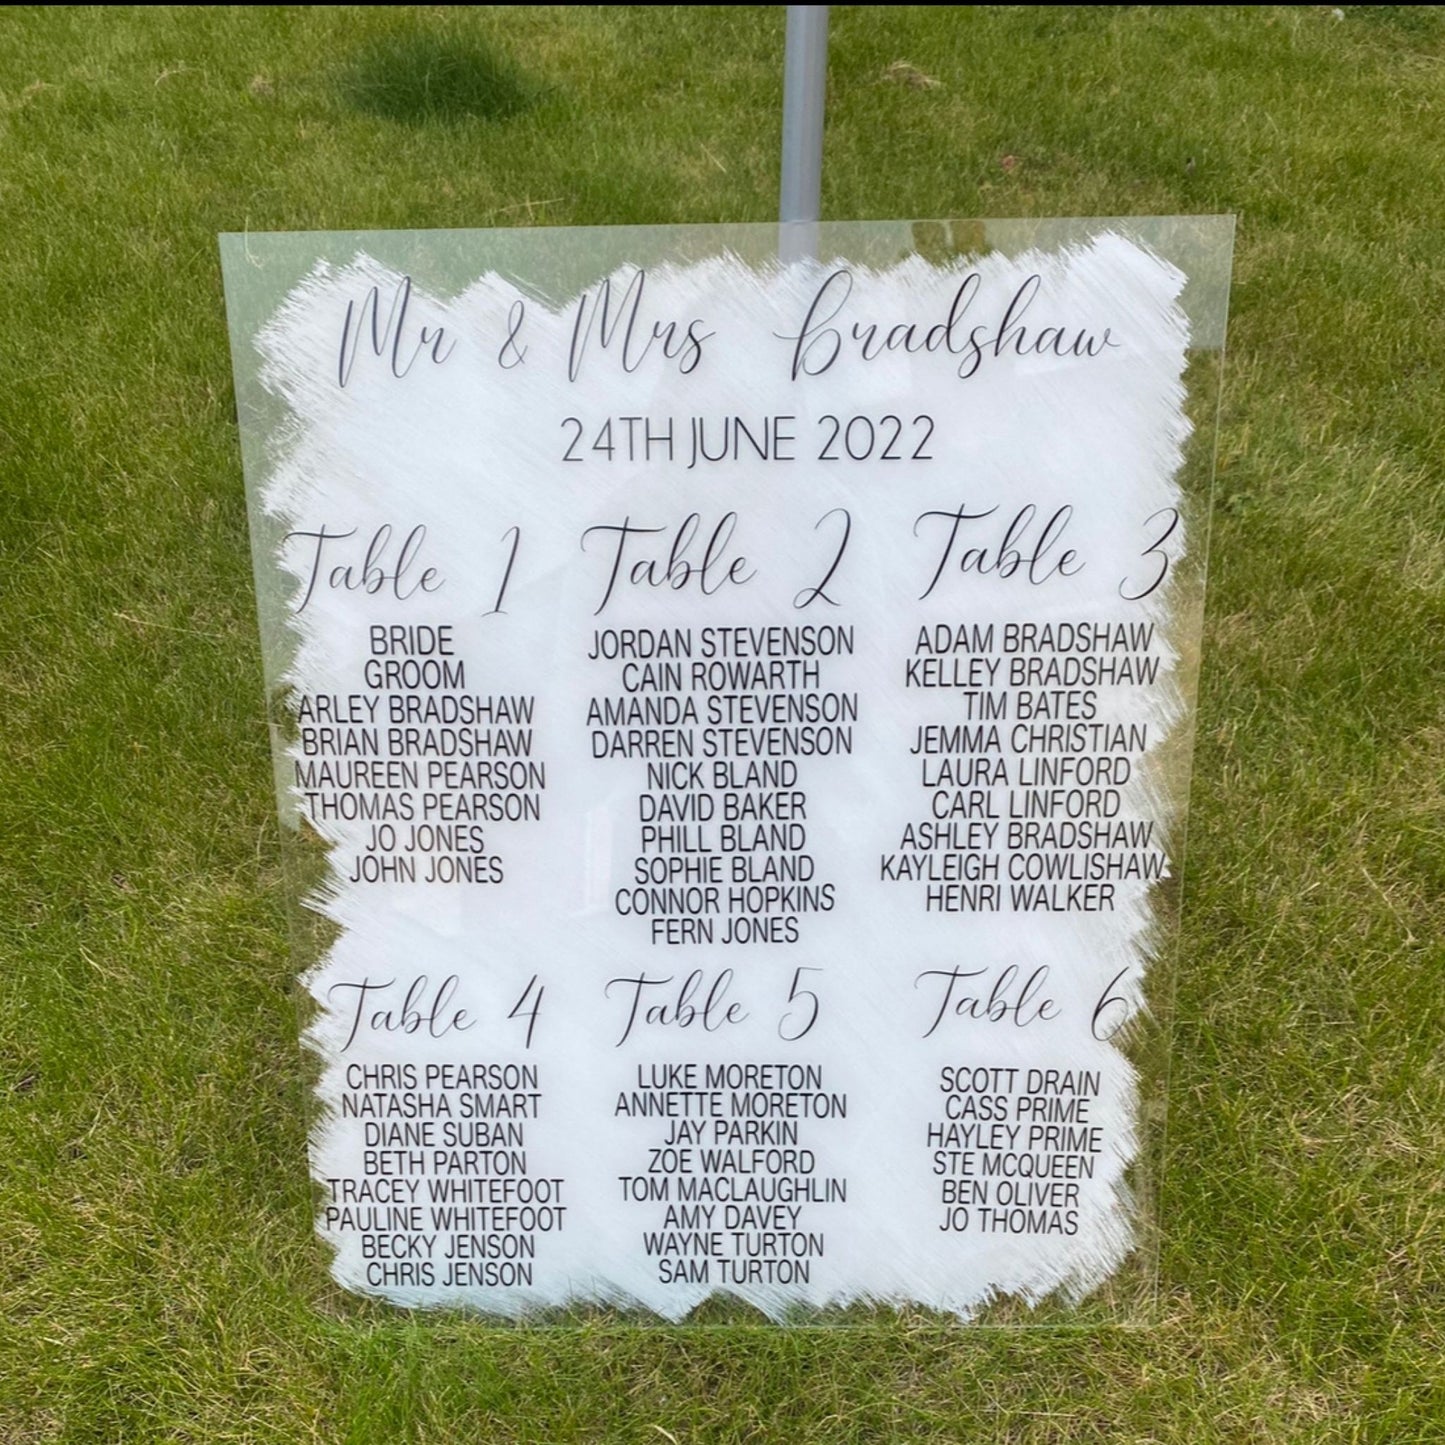 Mr & Mrs Bradshaw
24TH JUNE 2022
Table 1
BRIDE
GROOM
ARLEY BRADSHAW
BRIAN BRADSHAW
MAUREEN PEARSON
THOMAS PEARSON
JO JONES
JOHN JONES
Table 2
JORDAN STEVENSON
CAIN ROWARTH
AMANDA STEVENSON
DARREN STEVENSON
NICK BLAND
DAVID BAKER
PHILL BLAND
SOPHIE BLAND
CONNOR HOPKINS
FERN JONES
Table 3
ADAM BRADSHAW
KELLEY BRADSHAW
TIM BATES
JEMMA CHRISTIAN
LAURA LINFORD
CARL LINFORD
ASHLEY BRADSHAW
KAYLEIGH COWLISHAW
HENRI WALKER
Table 4
CHRIS PEARSON
NATASHA SMART
DIANE SUBAN
BETH PARTON
TRACEY WHITEFOOT
PAULINE WHITEFOOT
BECKY JENSON
CHRIS JENSON
Table 5
LUKE MORETON
ANNETTE MORETON
JAY PARKIN
ZOE WALFORD
TOM MACLAUGHLIN
AMY DAVEY
WAYNE TURTON
SAM TURTON
Table 6
SCOTT DRAIN
CASS PRIME
HAYLEY PRIME
STE MCQUEEN
BEN OLIVER
JO THOMAS